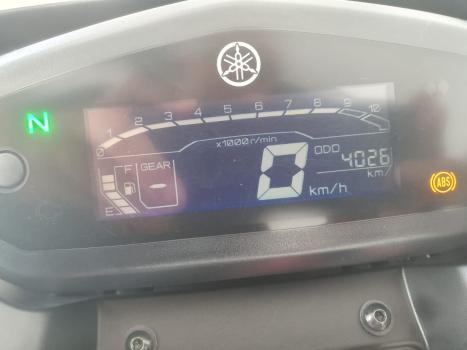 0 1 2 3 4 5 6 7 8 9 10
x1000r/min
N
F GEAR
-
E
0 km/h
ODO
4026
km/
ABS